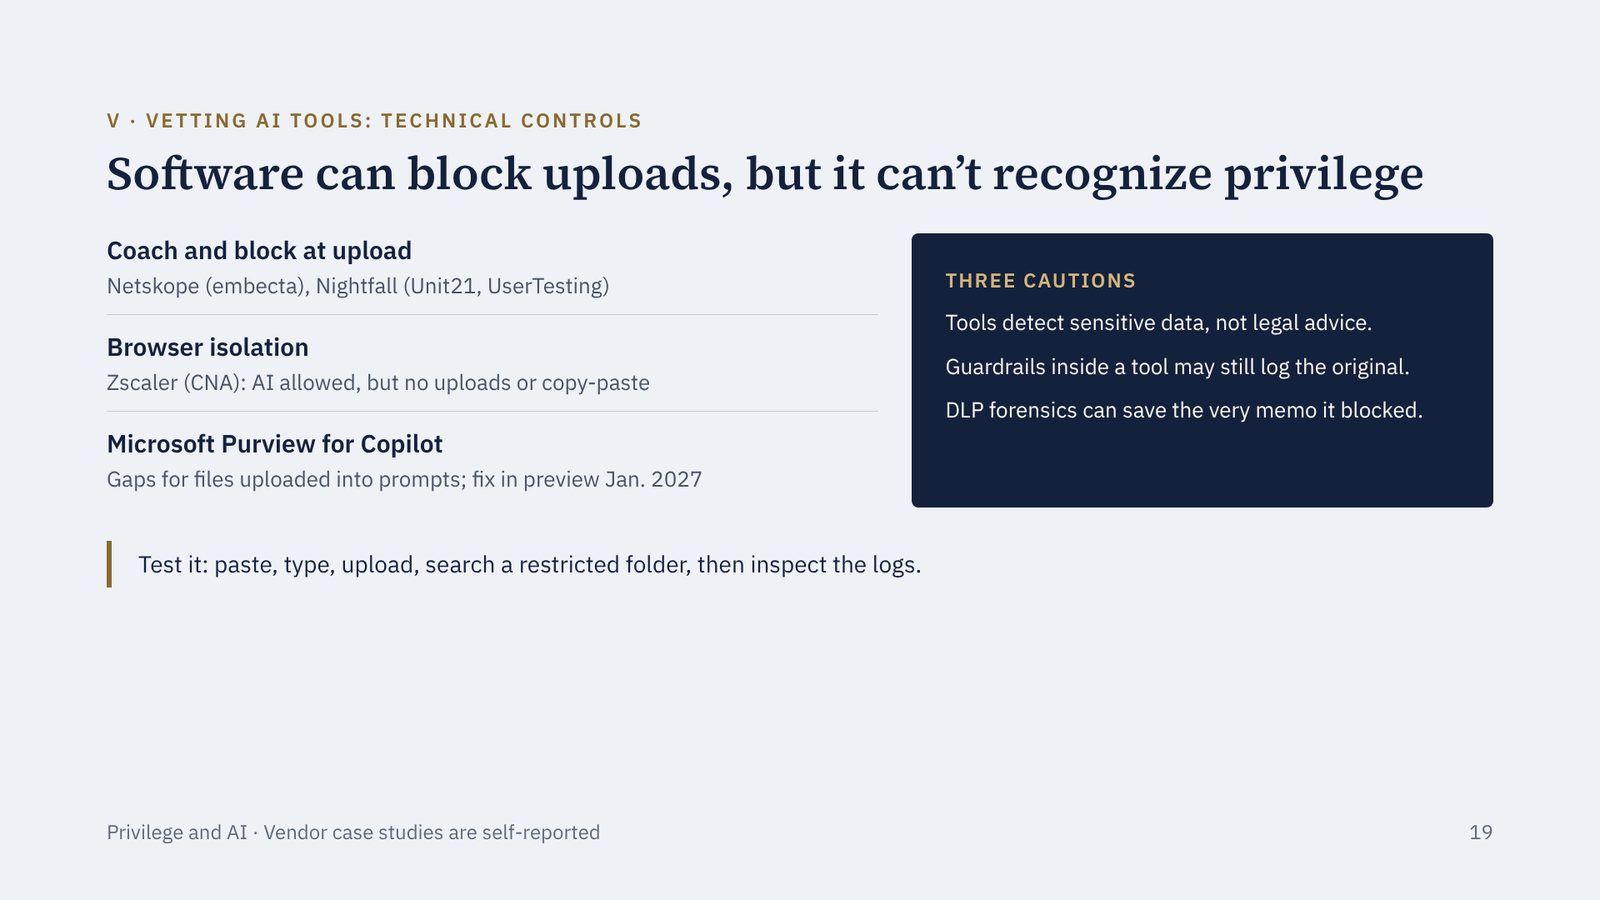 V · VETTING AI TOOLS: TECHNICAL CONTROLS
Software can block uploads, but it can’t recognize privilege
Coach and block at upload
Netskope (embecta), Nightfall (Unit21, UserTesting)
Browser isolation
Zscaler (CNA): AI allowed, but no uploads or copy-paste
Microsoft Purview for Copilot
Gaps for files uploaded into prompts; fix in preview Jan. 2027
THREE CAUTIONS
Tools detect sensitive data, not legal advice.
Guardrails inside a tool may still log the original.
DLP forensics can save the very memo it blocked.
Test it: paste, type, upload, search a restricted folder, then inspect the logs.
Privilege and AI · Vendor case studies are self-reported
19